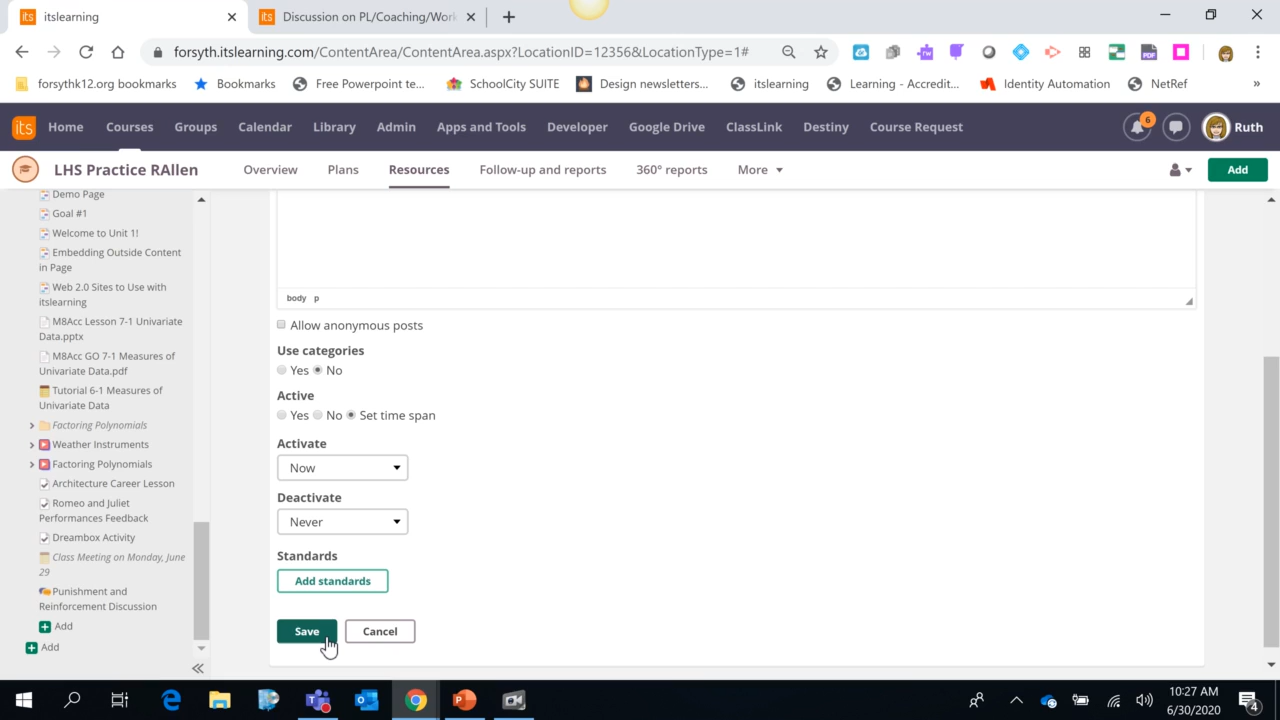 its itslearning
its Discussion on PL/Coaching/Work
forsyth.itslearning.com/ContentArea/ContentArea.aspx?LocationID=12356&LocationType=1#
forsythk12.org bookmarks
Bookmarks
Free Powerpoint te...
SchoolCity SUITE
Design newsletters...
itslearning
Learning - Accredit...
Identity Automation
NetRef
»
its
Home
Courses
Groups
Calendar
Library
Admin
Apps and Tools
Developer
Google Drive
ClassLink
Destiny
Course Request
6
Ruth
LHS Practice RAllen
Overview
Plans
Resources
Follow-up and reports
360° reports
More
Add
Demo Page
Goal #1
Welcome to Unit 1!
Embedding Outside Content
in Page
Web 2.0 Sites to Use with
itslearning
M8Acc Lesson 7-1 Univariate
Data.pptx
M8Acc GO 7-1 Measures of
Univariate Data.pdf
Tutorial 6-1 Measures of
Univariate Data
Factoring Polynomials
Weather Instruments
Factoring Polynomials
Architecture Career Lesson
Romeo and Juliet
Performances Feedback
Dreambox Activity
Class Meeting on Monday, June
29
Punishment and
Reinforcement Discussion
Add
Add
body p
Allow anonymous posts
Use categories
Yes No
Active
Yes No Set time span
Activate
Now
Deactivate
Never
Standards
Add standards
Save
Cancel
10:27 AM
6/30/2020
4